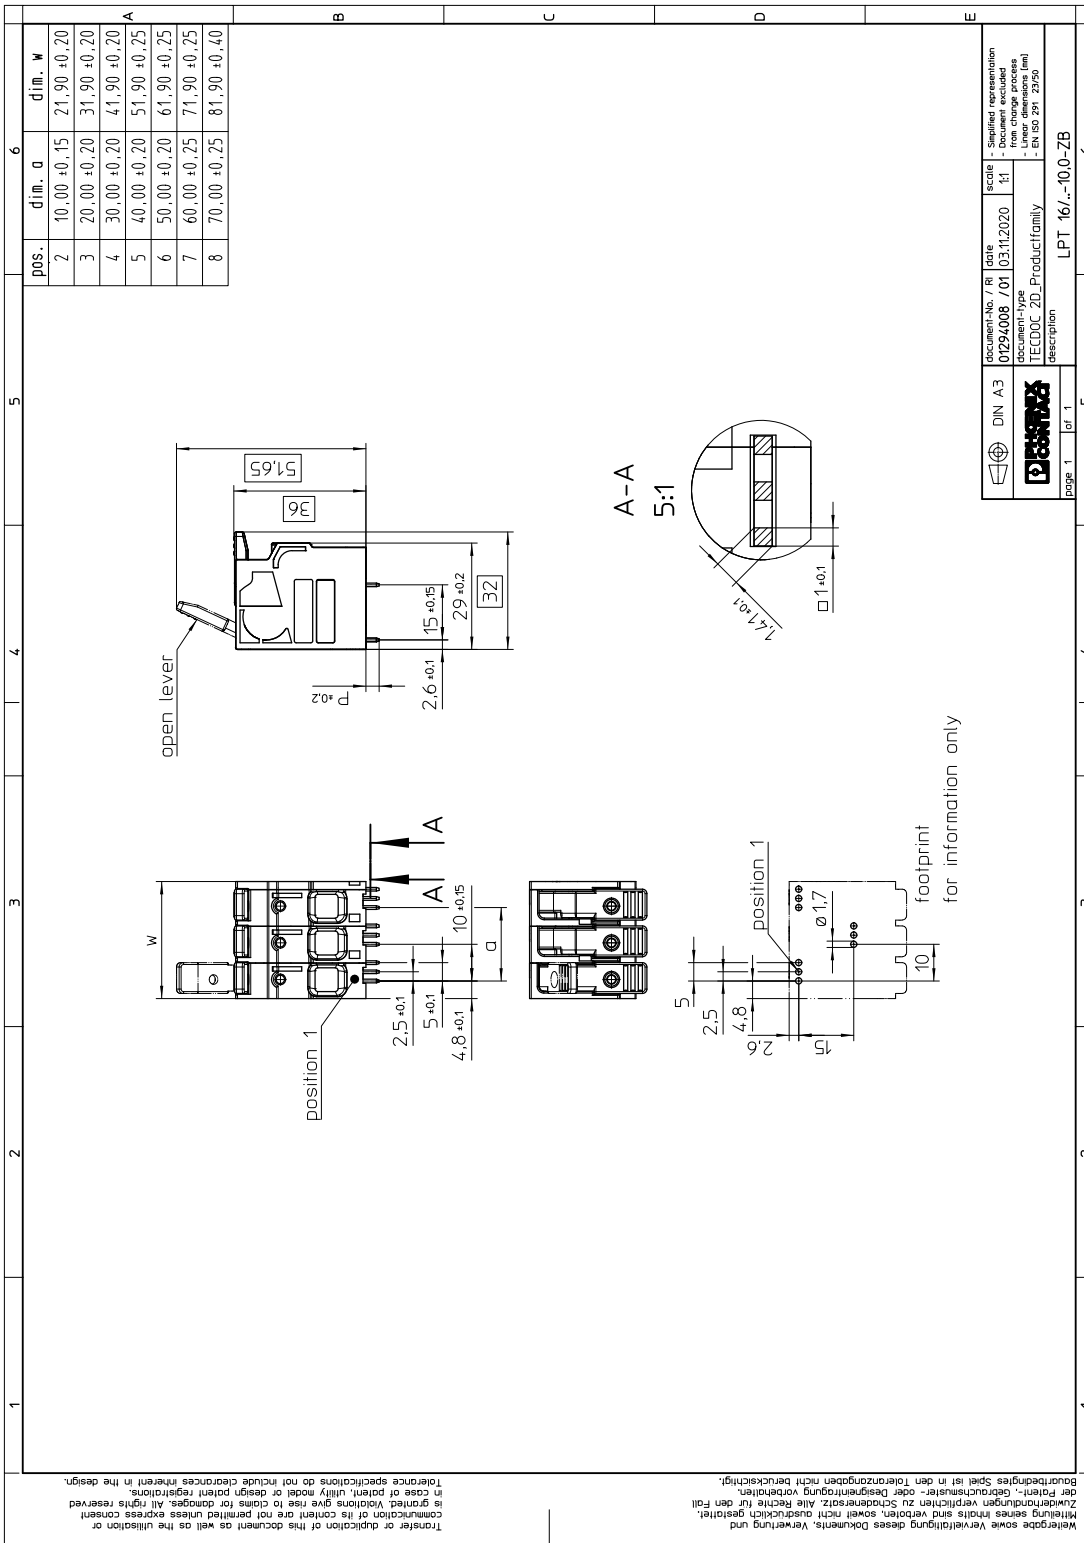 A
B
C
D
E
1
2
3
4
5
6
pos. dim. a dim. w
2 10,00 ±0,15 21,90 ±0,20
3 20,00 ±0,20 31,90 ±0,20
4 30,00 ±0,20 41,90 ±0,20
5 40,00 ±0,20 51,90 ±0,25
6 50,00 ±0,20 61,90 ±0,25
7 60,00 ±0,25 71,90 ±0,25
8 70,00 ±0,25 81,90 ±0,40
51,65
36
open lever
P ±0,2
2,6 ±0,1
15 ±0,15
29 ±0,2
32
w
position 1
A
A
2,5 ±0,1
5 ±0,1
4,8 ±0,1
10 ±0,15
a
A-A
5:1
1,41 ±0,1
□1 ±0,1
position 1
5
2,5
4,8
2,6
15
ø1,7
10
footprint
for information only
DIN A3
PHOENIX
CONTACT
page 1 of 1
document-No. / RI
01294008 / 01
date
03.11.2020
scale
1:1
document-type
TECDOC 2D_Productfamily
description
LPT 16/..-10,0-ZB
- Simplified representation
- Document excluded
from change process
- Linear dimensions [mm]
- EN ISO 291 23/50
Transfer or duplication of this document as well as the utilisation or
communication of its content are not permitted unless express consent
is granted. Violations give rise to claims for damages. All rights reserved
in case of patent, utility model or design patent registrations.
Tolerance specifications do not include clearances inherent in the design.
Weitergabe sowie Vervielfältigung dieses Dokuments, Verwertung und
Mitteilung seines Inhalts sind verboten, soweit nicht ausdrücklich gestattet.
Zuwiderhandlungen verpflichten zu Schadenersatz. Alle Rechte für den Fall
der Patent-, Gebrauchsmuster- oder Designeintragung vorbehalten.
Bauartbedingtes Spiel ist in den Toleranzangaben nicht berücksichtigt.